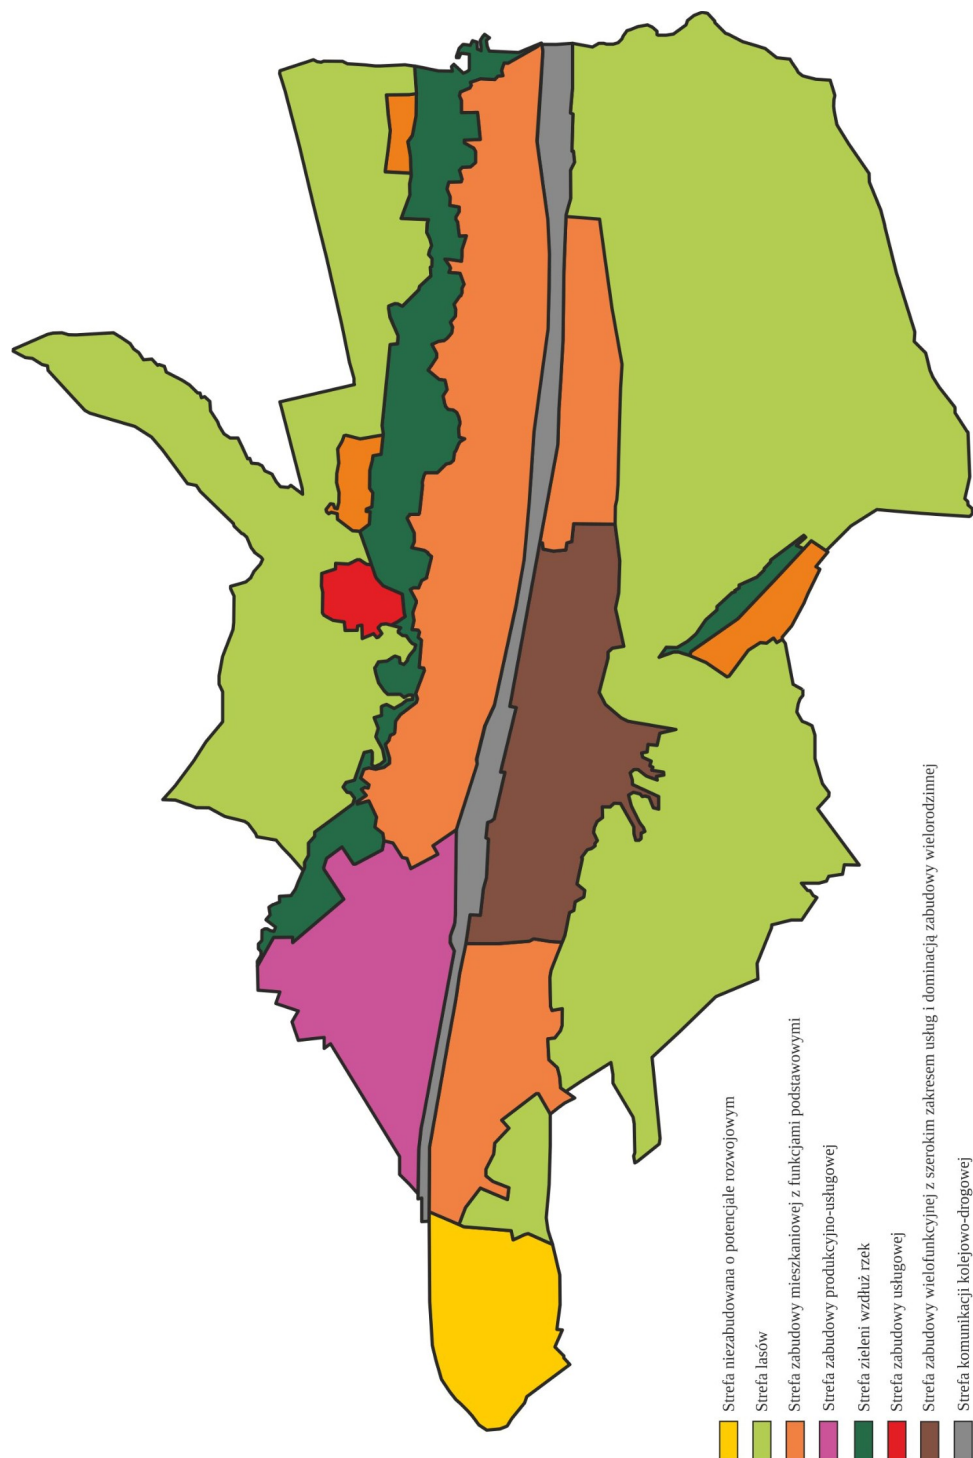 Strefa niezabudowana o potencjale rozwojowym
Strefa lasów
Strefa zabudowy mieszkaniowej z funkcjami podstawowymi
Strefa zabudowy produkcyjno-usługowej
Strefa zieleni wzdłuż rzek
Strefa zabudowy usługowej
Strefa zabudowy wielofunkcyjnej z szerokim zakresem usług i dominacją zabudowy wielorodzinnej
Strefa komunikacji kolejowo-drogowej